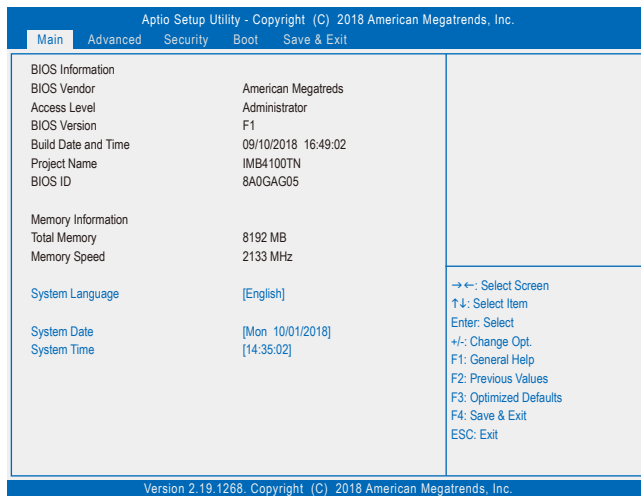 Aptio Setup Utility - Copyright (C) 2018 American Megatrends, Inc.
Main Advanced Security Boot Save & Exit
BIOS Information
BIOS Vendor American Megatreds
Access Level Administrator
BIOS Version F1
Build Date and Time 09/10/2018 16:49:02
Project Name IMB4100TN
BIOS ID 8A0GAG05
Memory Information
Total Memory 8192 MB
Memory Speed 2133 MHz
System Language [English]
System Date [Mon 10/01/2018]
System Time [14:35:02]
→←: Select Screen
↑↓: Select Item
Enter: Select
+/-: Change Opt.
F1: General Help
F2: Previous Values
F3: Optimized Defaults
F4: Save & Exit
ESC: Exit
Version 2.19.1268. Copyright (C) 2018 American Megatrends, Inc.